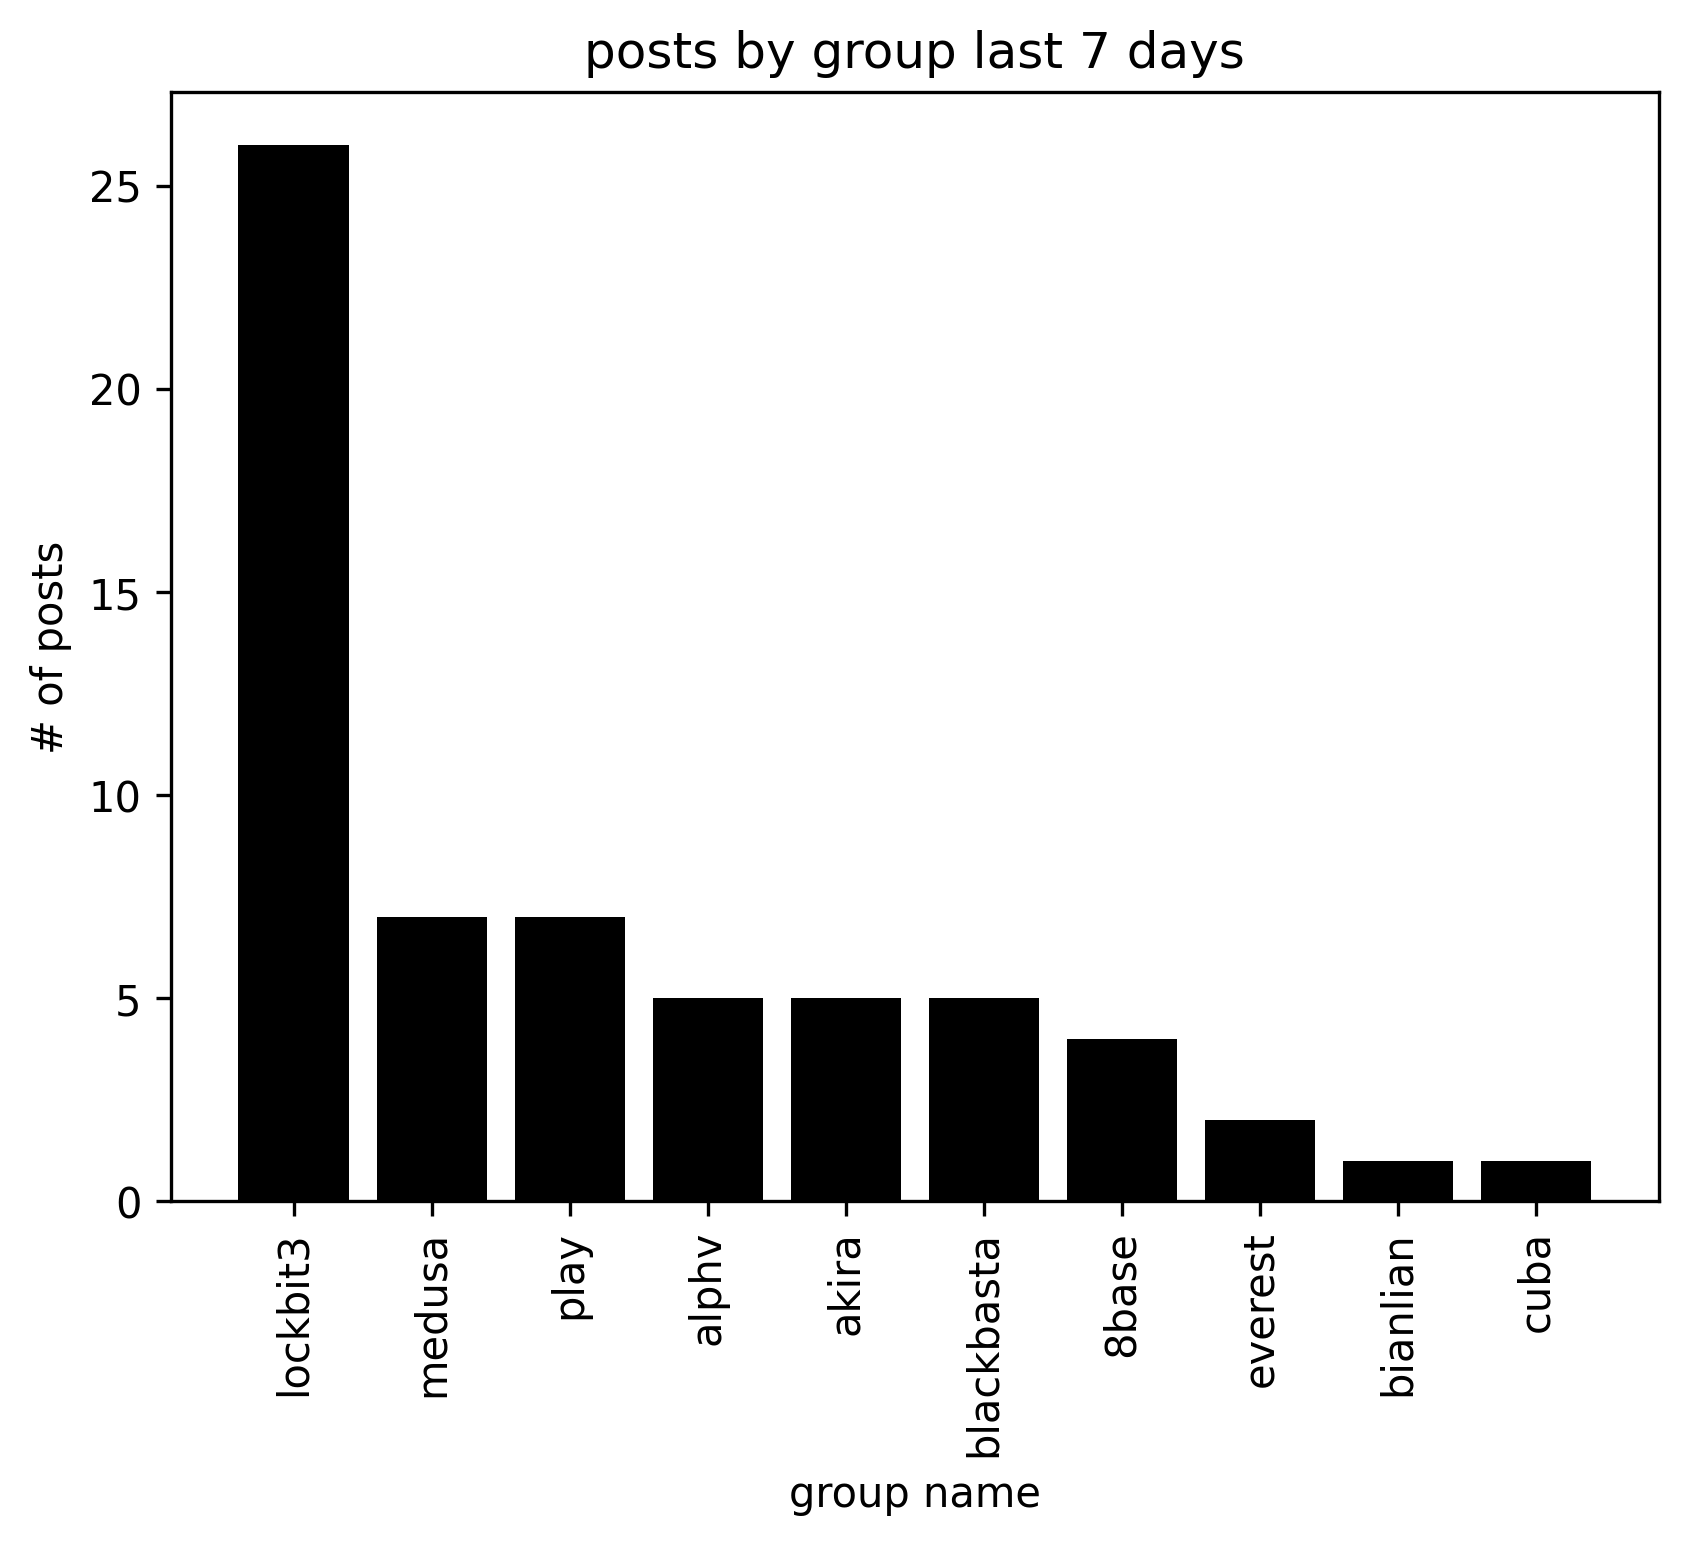 posts by group last 7 days
# of posts
25
20
15
10
5
0
lockbit3
medusa
play
alphv
akira
blackbasta
8base
everest
bianlian
cuba
group name